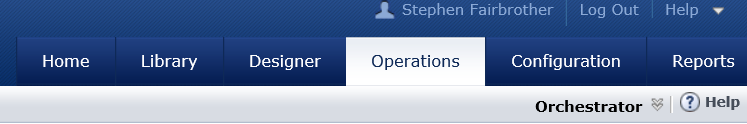 Stephen Fairbrother Log Out Help
Home Library Designer Operations Configuration Reports
Orchestrator Help